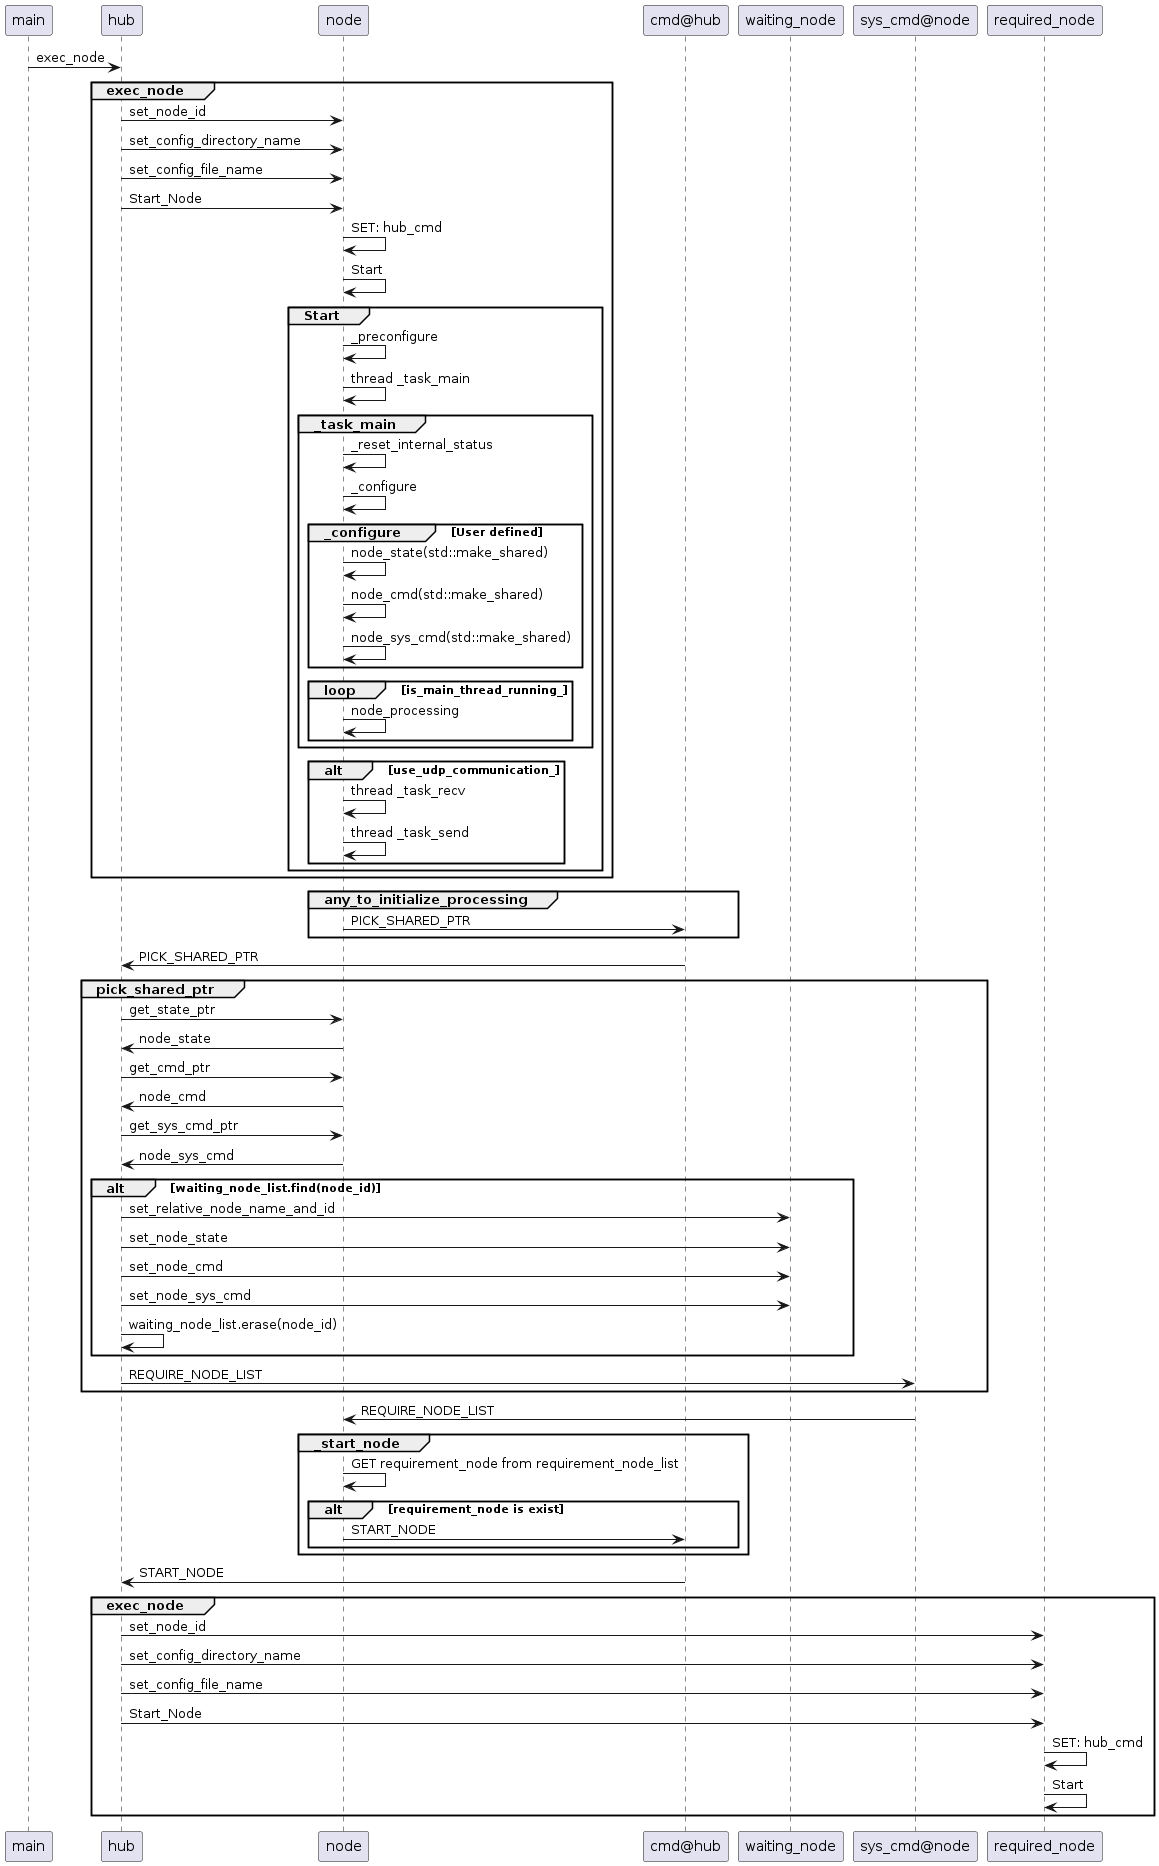 main hub node cmd@hub waiting_node sys_cmd@node required_node
exec_node
exec_node
set_node_id
set_config_directory_name
set_config_file_name
Start_Node
SET: hub_cmd
Start
Start
_preconfigure
thread _task_main
_task_main
_reset_internal_status
_configure
_configure [User defined]
node_state(std::make_shared)
node_cmd(std::make_shared)
node_sys_cmd(std::make_shared)
loop [is_main_thread_running_]
node_processing
alt [use_udp_communication_]
thread _task_recv
thread _task_send
any_to_initialize_processing
PICK_SHARED_PTR
PICK_SHARED_PTR
pick_shared_ptr
get_state_ptr
node_state
get_cmd_ptr
node_cmd
get_sys_cmd_ptr
node_sys_cmd
alt [waiting_node_list.find(node_id)]
set_relative_node_name_and_id
set_node_state
set_node_cmd
set_node_sys_cmd
waiting_node_list.erase(node_id)
REQUIRE_NODE_LIST
REQUIRE_NODE_LIST
_start_node
GET requirement_node from requirement_node_list
alt [requirement_node is exist]
START_NODE
START_NODE
exec_node
set_node_id
set_config_directory_name
set_config_file_name
Start_Node
SET: hub_cmd
Start
main hub node cmd@hub waiting_node sys_cmd@node required_node